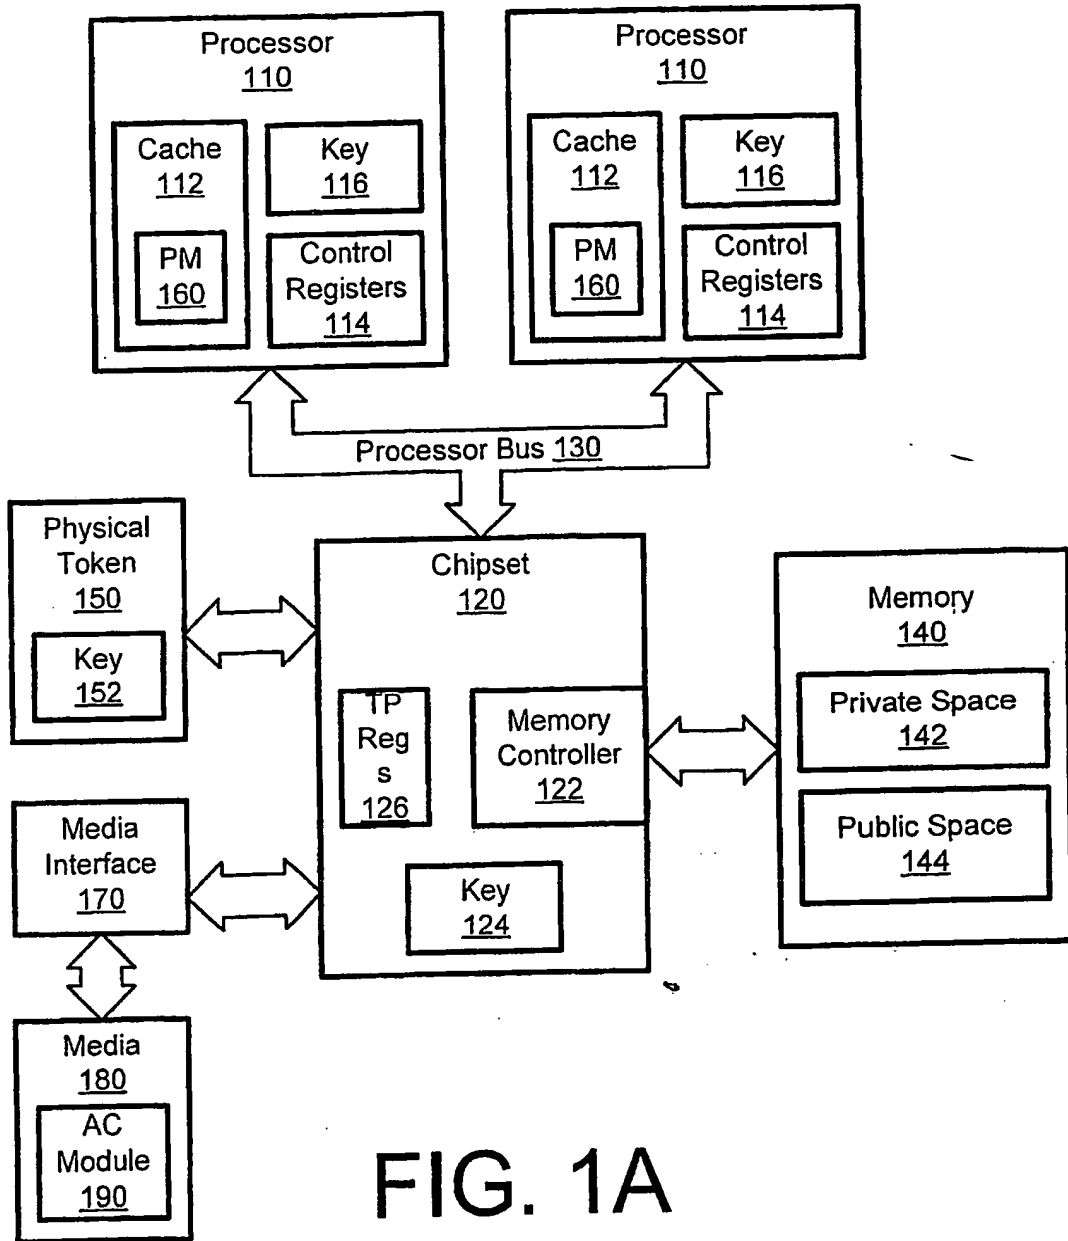 Processor
110
Cache
112
PM
160
Key
116
Control
Registers
114
Processor
110
Cache
112
PM
160
Key
116
Control
Registers
114
Processor Bus 130
Physical
Token
150
Key
152
Chipset
120
TP
Reg
s
126
Memory
Controller
122
Key
124
Memory
140
Private Space
142
Public Space
144
Media
Interface
170
Media
180
AC
Module
190
FIG. 1A